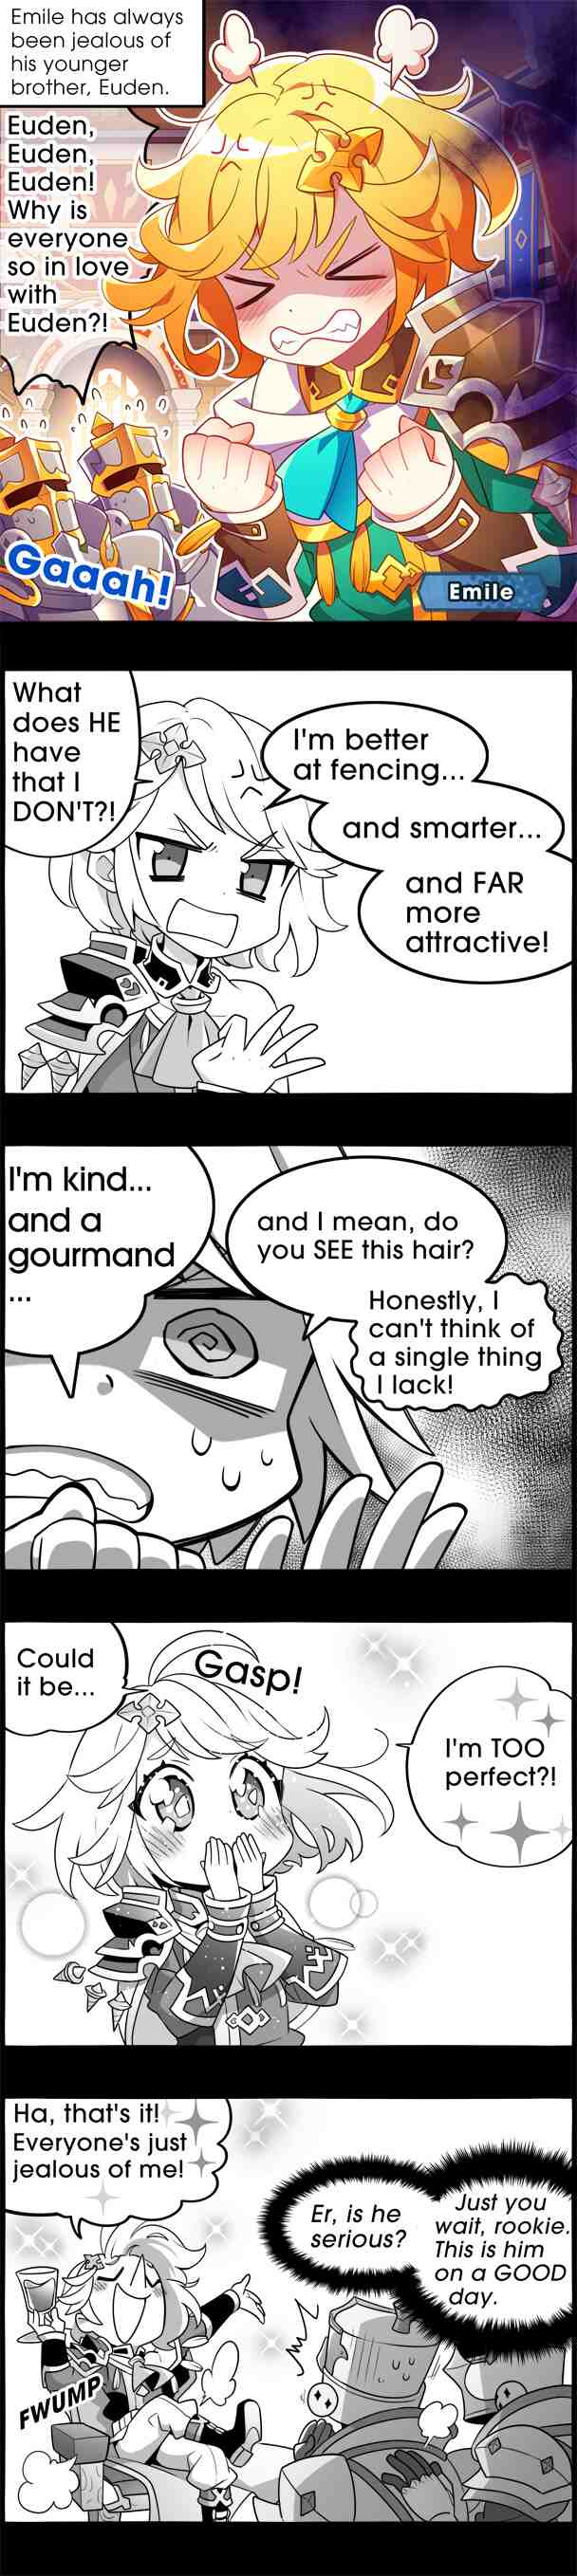 Emile has always
been jealous of
his younger
brother, Euden.
Euden,
Euden,
Euden!
Why is
everyone
so in love
with
Euden?!
Gaaah!
Emile
What
does HE
have
that I
DON'T?!
I'm better
at fencing...
and smarter...
and FAR
more
attractive!
I'm kind...
and a
gourmand
...
and I mean, do
you SEE this hair?
Honestly, I
can't think of
a single thing
I lack!
Could
it be...
Gasp!
I'm TOO
perfect?!
Ha, that's it!
Everyone's just
jealous of me!
Er, is he
serious?
Just you
wait, rookie.
This is him
on a GOOD
day.
FWUMP